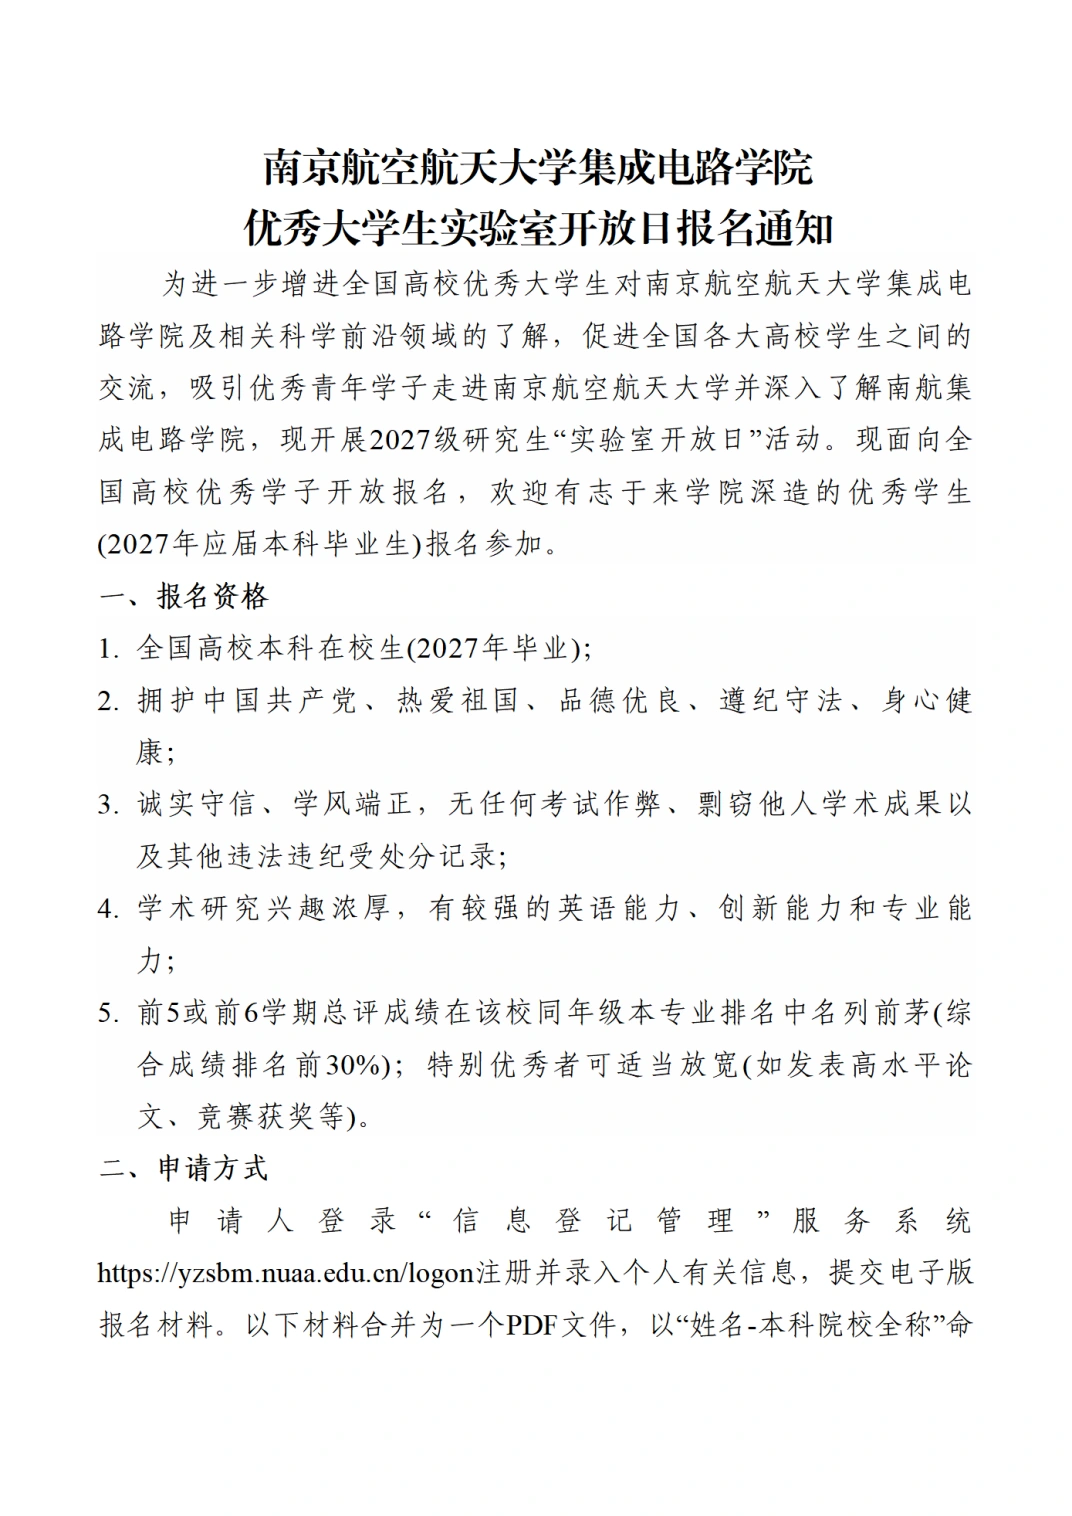 南京航空航天大学集成电路学院
优秀大学生实验室开放日报名通知
为进一步增进全国高校优秀大学生对南京航空航天大学集成电
路学院及相关科学前沿领域的了解，促进全国各大高校学生之间的
交流，吸引优秀青年学子走进南京航空航天大学并深入了解南航集
成电路学院，现开展2027级研究生“实验室开放日”活动。现面向全
国高校优秀学子开放报名，欢迎有志于来学院深造的优秀学生
(2027年应届本科毕业生)报名参加。
一、报名资格
1. 全国高校本科在校生(2027年毕业)；
2. 拥护中国共产党、热爱祖国、品德优良、遵纪守法、身心健
康；
3. 诚实守信、学风端正，无任何考试作弊、剽窃他人学术成果以
及其他违法违纪受处分记录；
4. 学术研究兴趣浓厚，有较强的英语能力、创新能力和专业能
力；
5. 前5或前6学期总评成绩在该校同年级本专业排名中名列前茅(综
合成绩排名前30%)；特别优秀者可适当放宽(如发表高水平论
文、竞赛获奖等)。
二、申请方式
申请人登录“信息登记管理”服务系统
https://yzsbm.nuaa.edu.cn/logon注册并录入个人有关信息，提交电子版
报名材料。以下材料合并为一个PDF文件，以“姓名-本科院校全称”命